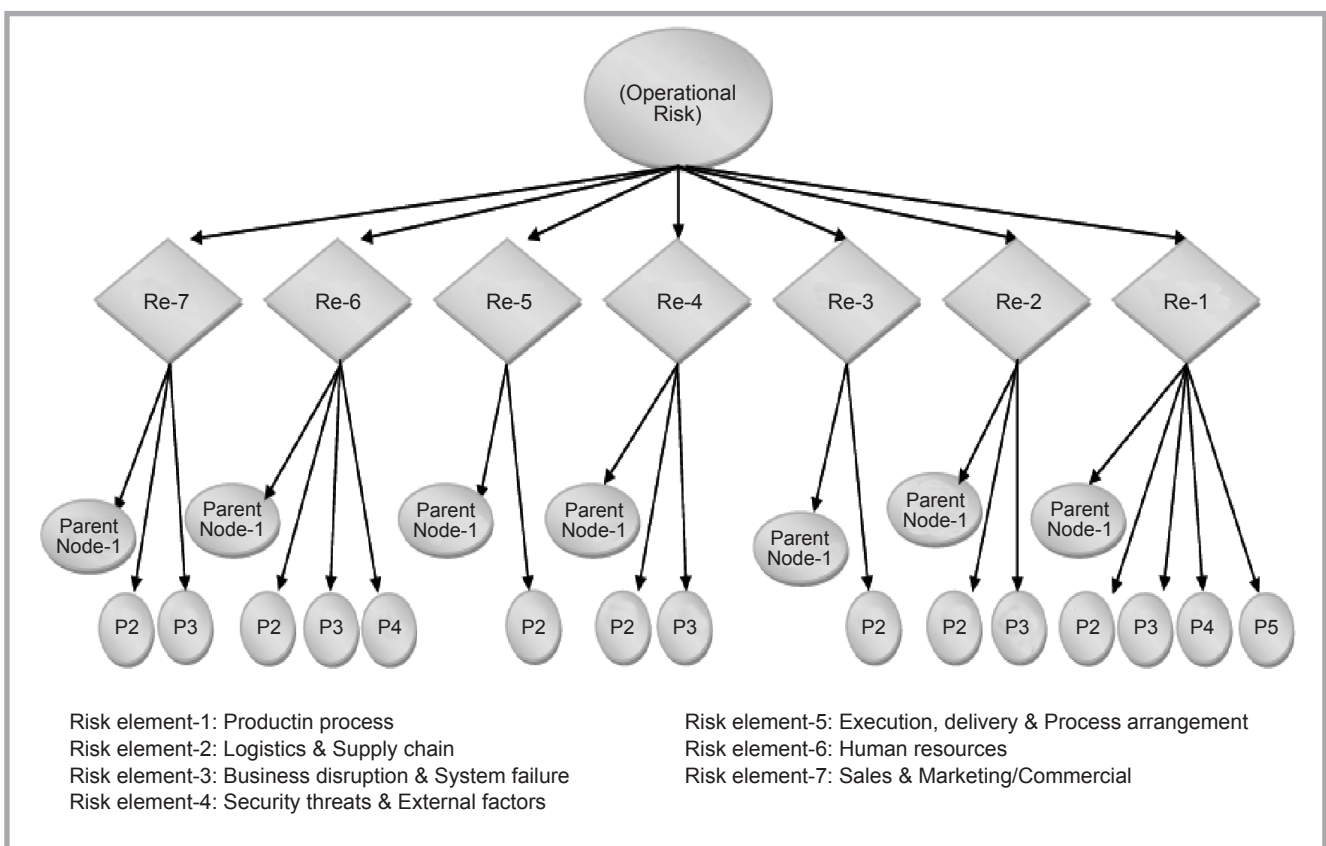 (Operational
Risk)
Re-7
Re-6
Re-5
Re-4
Re-3
Re-2
Re-1
Parent
Node-1
Parent
Node-1
Parent
Node-1
Parent
Node-1
Parent
Node-1
Parent
Node-1
Parent
Node-1
P2
P3
P2
P3
P4
P2
P2
P3
P2
P2
P3
P2
P3
P4
P5
Risk element-1: Productin process
Risk element-2: Logistics & Supply chain
Risk element-3: Business disruption & System failure
Risk element-4: Security threats & External factors
Risk element-5: Execution, delivery & Process arrangement
Risk element-6: Human resources
Risk element-7: Sales & Marketing/Commercial